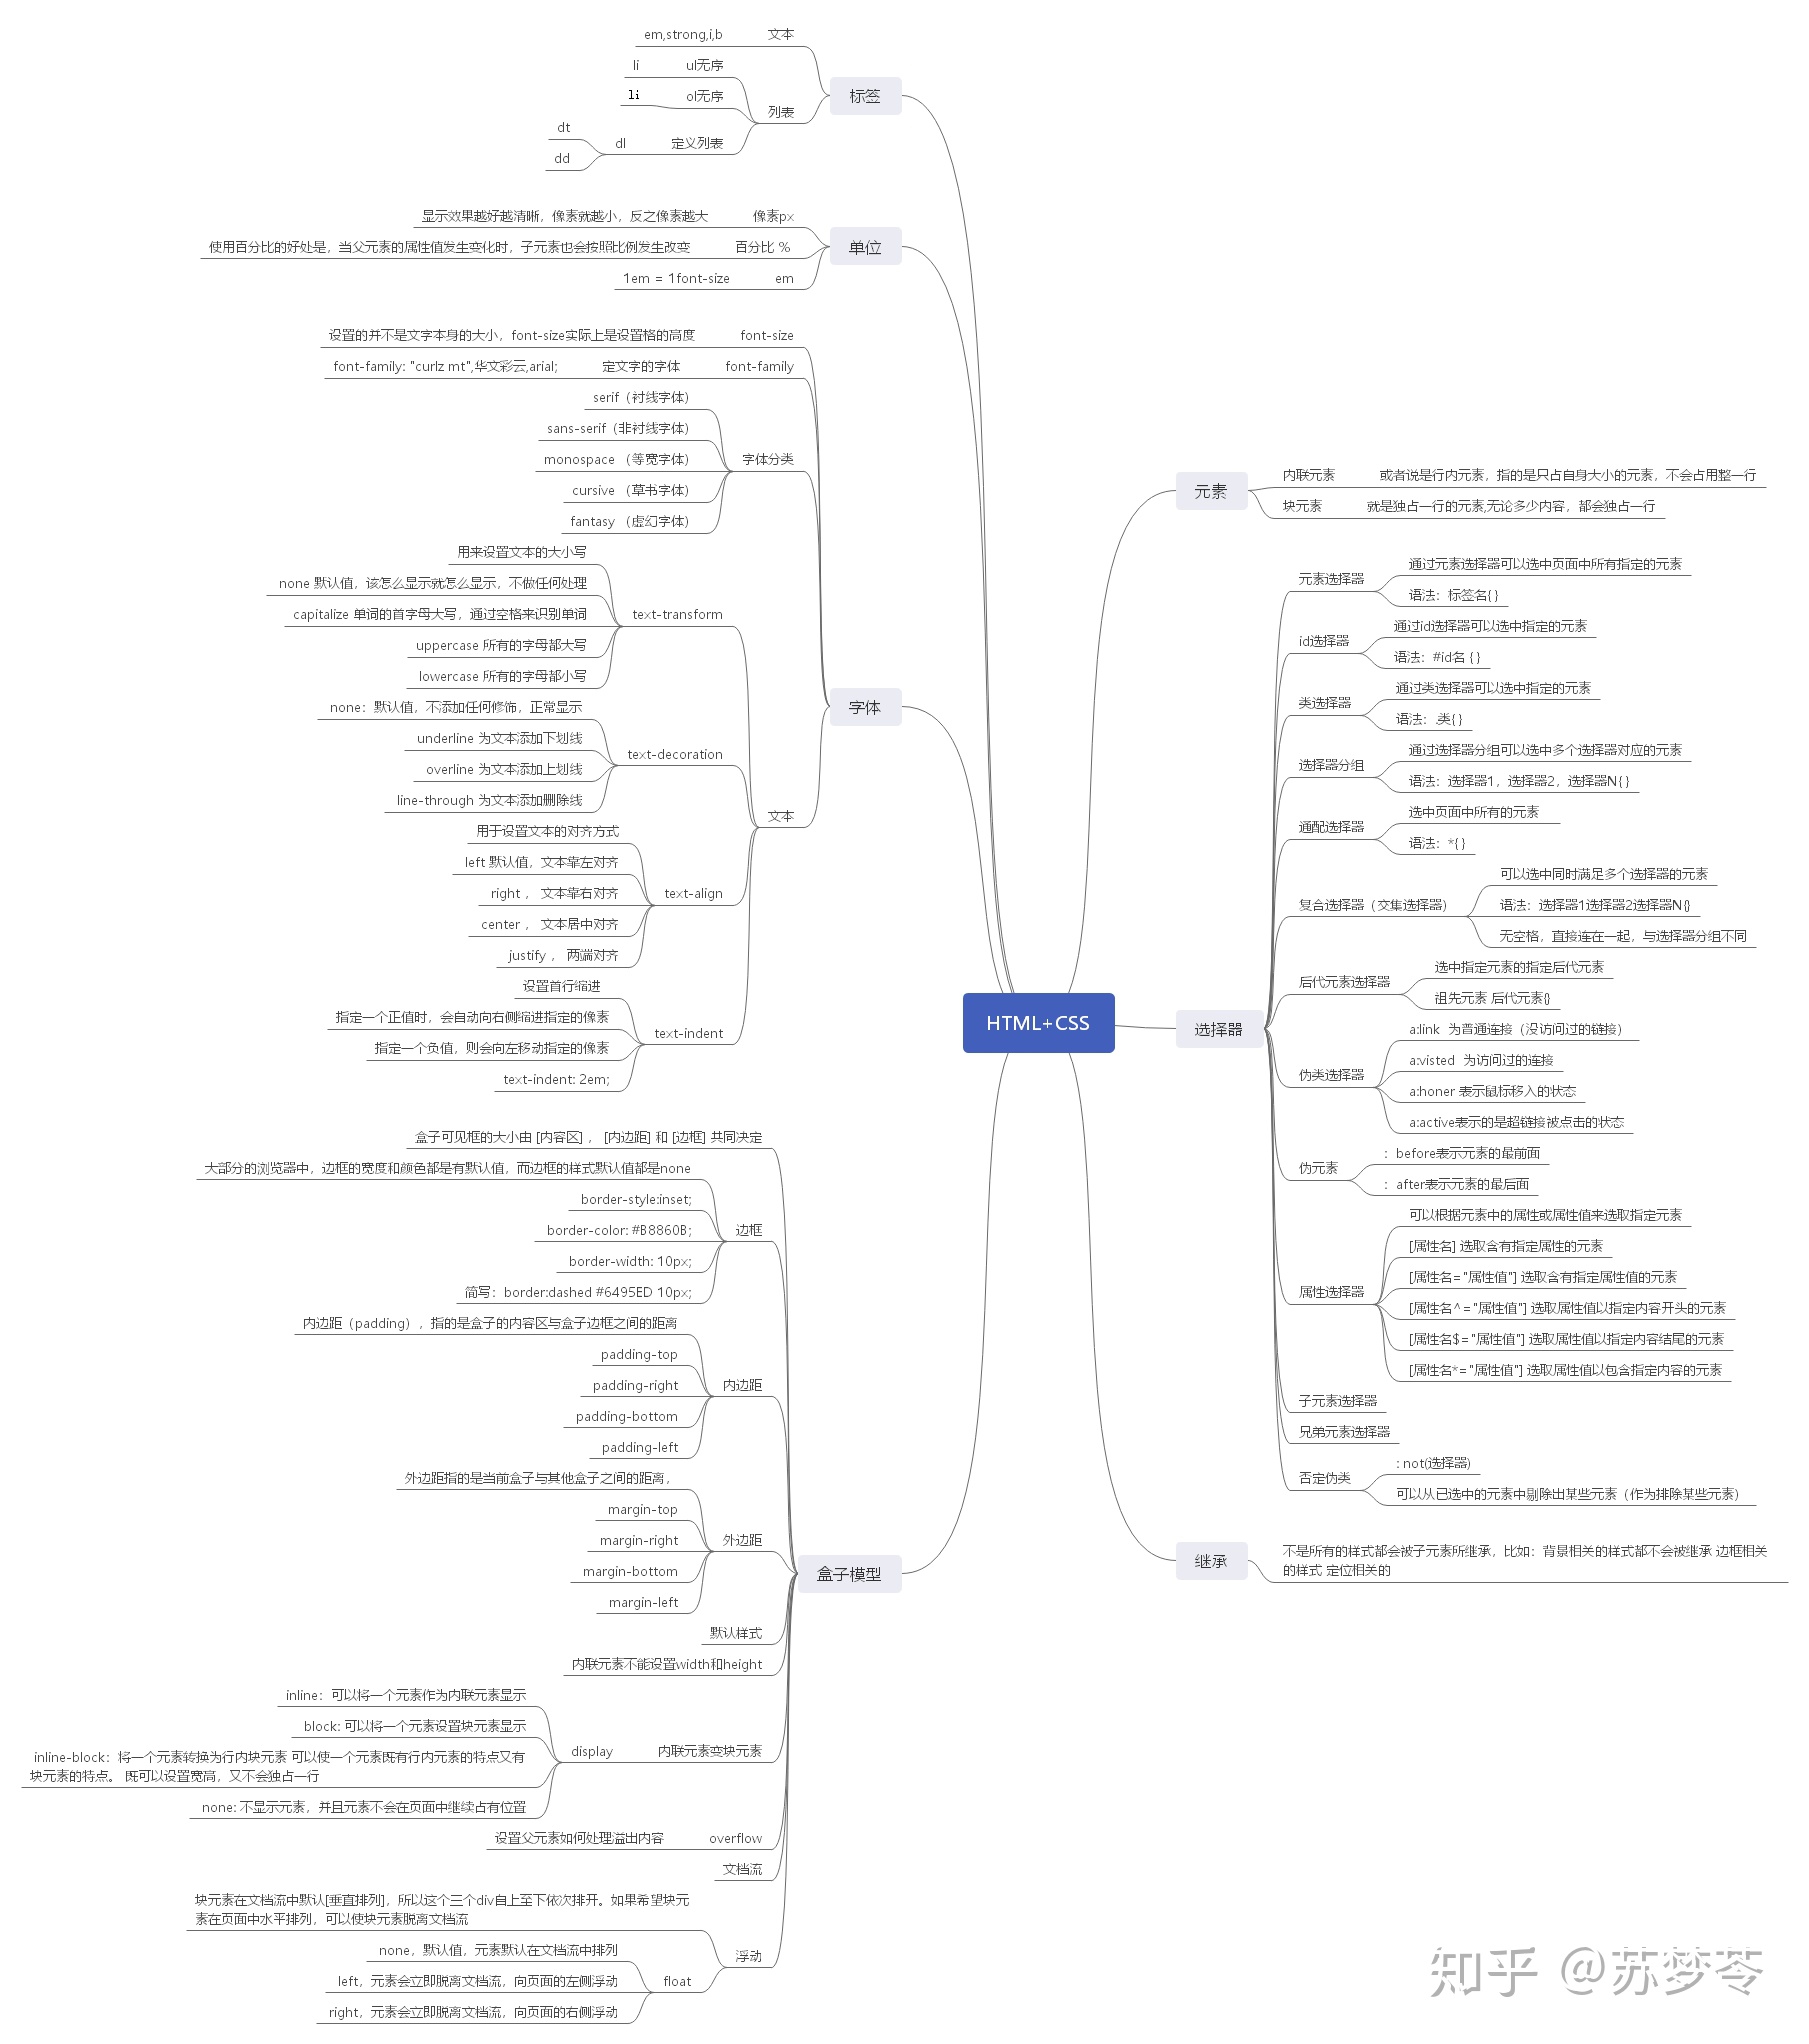 HTML+CSS
标签
文本
em,strong,i,b
列表
ul无序
li
ol无序
li
定义列表
dl
dt
dd
单位
像素px
显示效果越好越清晰，像素就越小，反之像素越大
百分比 %
使用百分比的好处是，当父元素的属性值发生变化时，子元素也会按照比例发生改变
em
1em = 1font-size
字体
font-size
设置的并不是文字本身的大小，font-size实际上是设置格的高度
font-family
定文字的字体
font-family: "curlz mt",华文彩云,arial;
字体分类
serif（衬线字体）
sans-serif（非衬线字体）
monospace （等宽字体）
cursive （草书字体）
fantasy （虚幻字体）
文本
text-transform
用来设置文本的大小写
none 默认值，该怎么显示就怎么显示，不做任何处理
capitalize 单词的首字母大写，通过空格来识别单词
uppercase 所有的字母都大写
lowercase 所有的字母都小写
text-decoration
none：默认值，不添加任何修饰，正常显示
underline 为文本添加下划线
overline 为文本添加上划线
line-through 为文本添加删除线
text-align
用于设置文本的对齐方式
left 默认值，文本靠左对齐
right ， 文本靠右对齐
center ， 文本居中对齐
justify ， 两端对齐
text-indent
设置首行缩进
指定一个正值时，会自动向右侧缩进指定的像素
指定一个负值，则会向左移动指定的像素
text-indent: 2em;
盒子模型
盒子可见框的大小由 [内容区] ， [内边距] 和 [边框] 共同决定
边框
大部分的浏览器中，边框的宽度和颜色都是有默认值，而边框的样式默认值都是none
border-style:inset;
border-color: #B8860B;
border-width: 10px;
简写：border:dashed #6495ED 10px;
内边距
内边距（padding），指的是盒子的内容区与盒子边框之间的距离
padding-top
padding-right
padding-bottom
padding-left
外边距
外边距指的是当前盒子与其他盒子之间的距离，
margin-top
margin-right
margin-bottom
margin-left
默认样式
内联元素不能设置width和height
内联元素变块元素
display
inline：可以将一个元素作为内联元素显示
block: 可以将一个元素设置块元素显示
inline-block：将一个元素转换为行内块元素 可以使一个元素既有行内元素的特点又有
块元素的特点。 既可以设置宽高，又不会独占一行
none: 不显示元素，并且元素不会在页面中继续占有位置
overflow
设置父元素如何处理溢出内容
文档流
浮动
块元素在文档流中默认[垂直排列]，所以这个三个div自上至下依次排开。如果希望块元
素在页面中水平排列，可以使块元素脱离文档流
float
none，默认值，元素默认在文档流中排列
left，元素会立即脱离文档流，向页面的左侧浮动
right，元素会立即脱离文档流，向页面的右侧浮动
元素
内联元素
或者说是行内元素，指的是只占自身大小的元素，不会占用整一行
块元素
就是独占一行的元素,无论多少内容，都会独占一行
选择器
元素选择器
通过元素选择器可以选中页面中所有指定的元素
语法：标签名{ }
id选择器
通过id选择器可以选中指定的元素
语法：#id名 { }
类选择器
通过类选择器可以选中指定的元素
语法：.类{ }
选择器分组
通过选择器分组可以选中多个选择器对应的元素
语法：选择器1，选择器2，选择器N{ }
通配选择器
选中页面中所有的元素
语法：*{ }
复合选择器（交集选择器）
可以选中同时满足多个选择器的元素
语法：选择器1选择器2选择器N{}
无空格，直接连在一起，与选择器分组不同
后代元素选择器
选中指定元素的指定后代元素
祖先元素 后代元素{}
伪类选择器
a:link 为普通连接（没访问过的链接）
a:visted 为访问过的连接
a:honer 表示鼠标移入的状态
a:active表示的是超链接被点击的状态
伪元素
：before表示元素的最前面
：after表示元素的最后面
属性选择器
可以根据元素中的属性或属性值来选取指定元素
[属性名] 选取含有指定属性的元素
[属性名="属性值"] 选取含有指定属性值的元素
[属性名^="属性值"] 选取属性值以指定内容开头的元素
[属性名$="属性值"] 选取属性值以指定内容结尾的元素
[属性名*="属性值"] 选取属性值以包含指定内容的元素
子元素选择器
兄弟元素选择器
否定伪类
: not(选择器)
可以从已选中的元素中剔除出某些元素（作为排除某些元素）
继承
不是所有的样式都会被子元素所继承，比如：背景相关的样式都不会被继承 边框相关
的样式 定位相关的
知乎 @苏梦苓